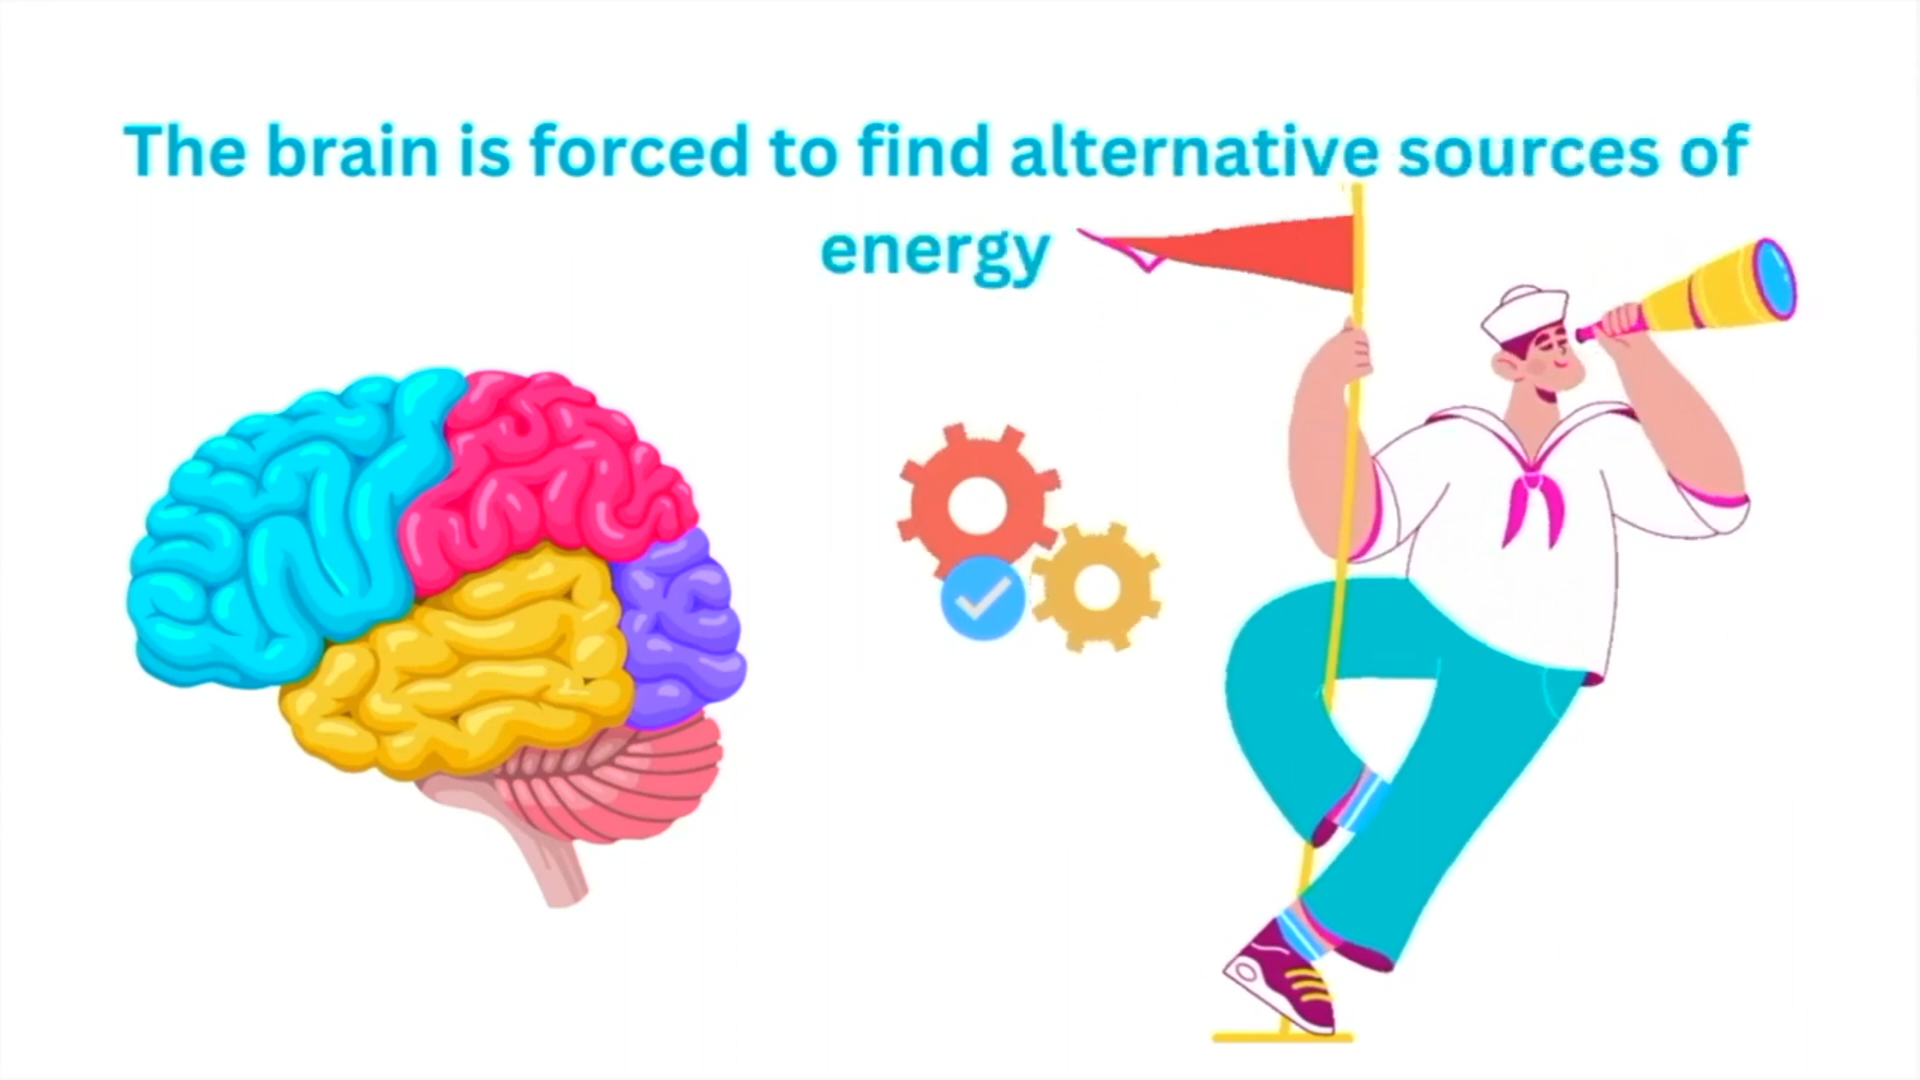 The brain is forced to find alternative sources of
energy